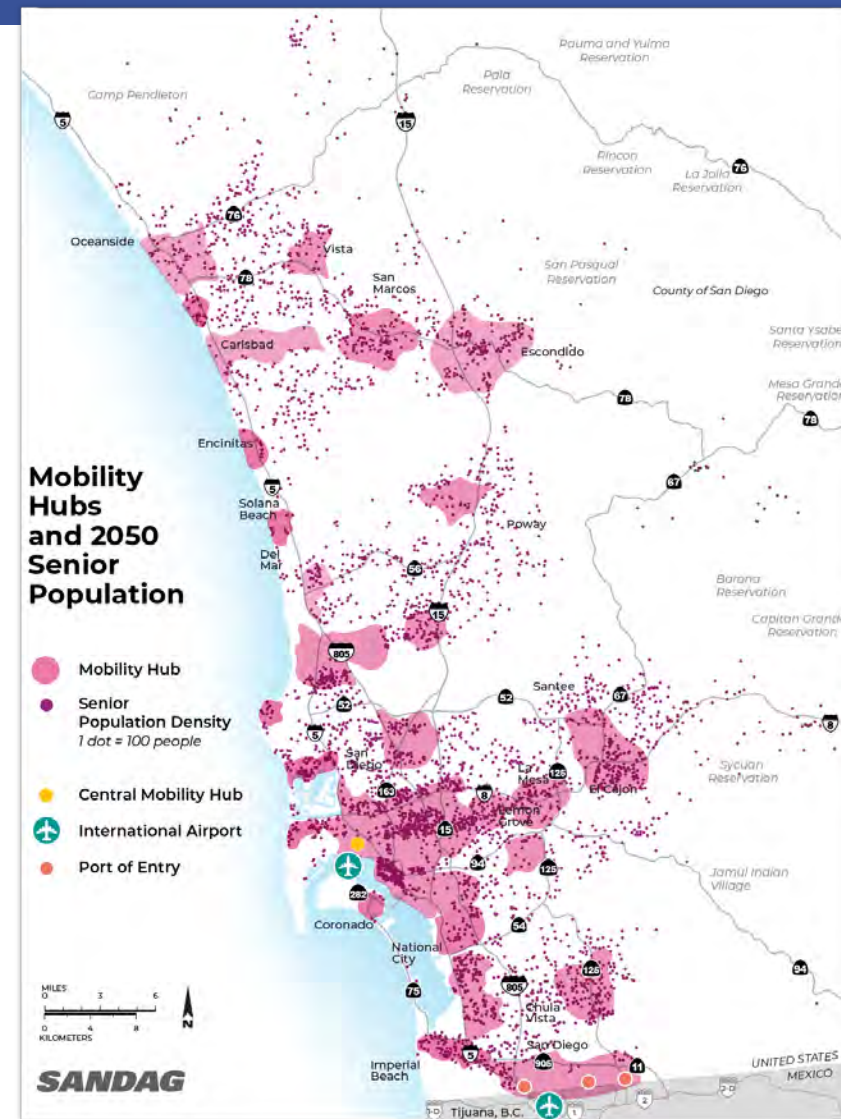 Pauma and Yuima
Reservation
Pala
Reservation
Camp Pendleton
5
15
Rincon
Reservation
La Jolla
Reservation
76
76
Oceanside
Vista
78
San
Marcos
San Pasqual
Reservation
County of San Diego
Santa Ysabel
Reservation
Carlsbad
Escondido
Mesa Grande
Reservation
78
78
Encinitas
67
5
Solana
Beach
Poway
Del
Mar
56
15
Barona
Reservation
Capitan Grande
Reservation
805
Santee
67
52
52
5
8
San
Diego
La
Mesa
125
El Cajon
Sycuan
Reservation
163
8
Lemon
Grove
15
94
125
Jamul Indian
Village
282
Coronado
54
National
City
125
94
75
805
Chula
Vista
San Diego
Imperial
Beach
5
905
11
UNITED STATES
MEXICO
1-D
Tijuana, B.C.
1
2
2-D
Mobility
Hubs
and 2050
Senior
Population
Mobility Hub
Senior
Population Density
1 dot = 100 people
Central Mobility Hub
International Airport
Port of Entry
MILES
0 3 6
0 4 8
KILOMETERS
N
SANDAG